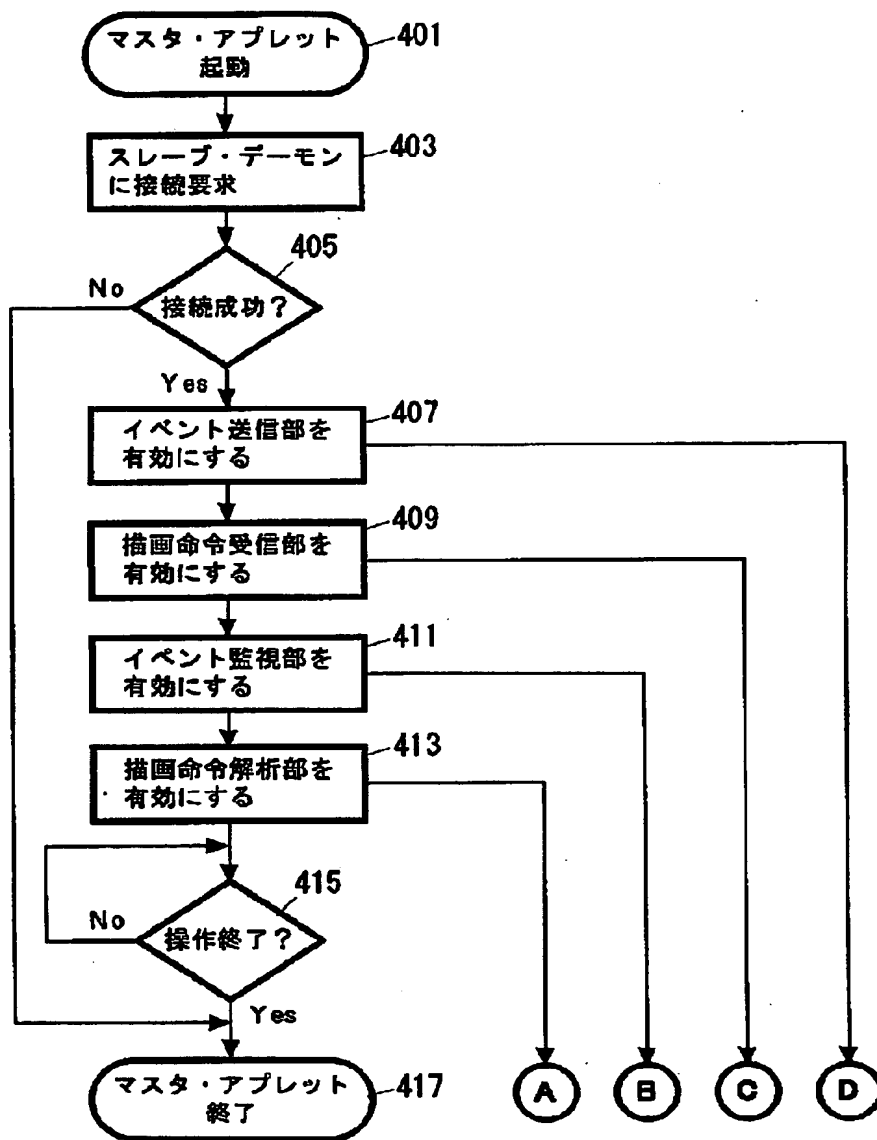 マスタ・アプレット
起動
401
スレーブ・デーモン
に接続要求
403
405
接続成功？
No
Yes
イベント送信部を
有効にする
407
描画命令受信部を
有効にする
409
イベント監視部を
有効にする
411
描画命令解析部を
有効にする
413
415
操作終了？
No
Yes
マスタ・アプレット
終了
417
A
B
C
D